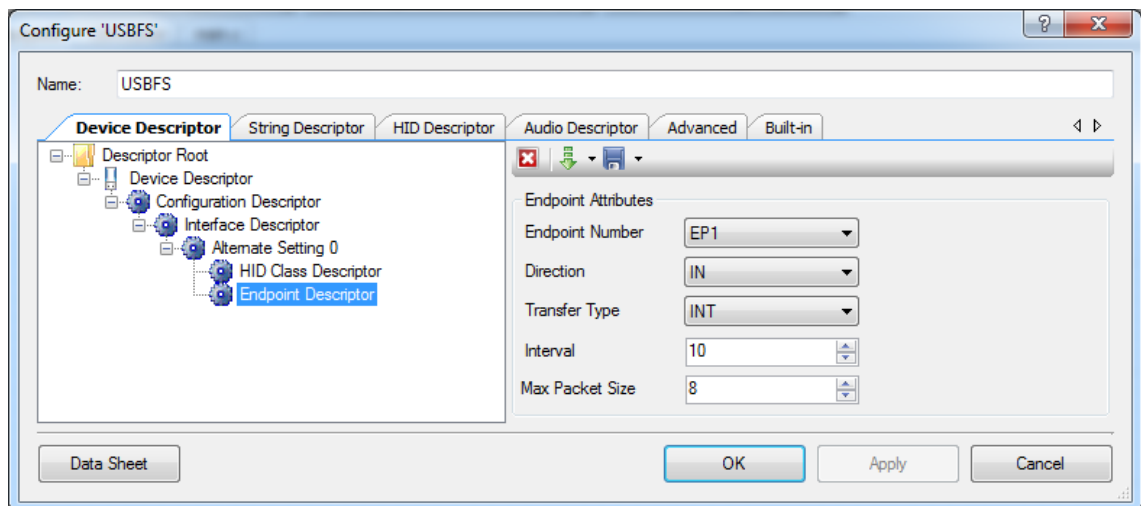 Configure 'USBFS'
Name: USBFS
Device Descriptor String Descriptor HID Descriptor Audio Descriptor Advanced Built-in
Descriptor Root
Device Descriptor
Configuration Descriptor
Interface Descriptor
Alternate Setting 0
HID Class Descriptor
Endpoint Descriptor
Endpoint Attributes
Endpoint Number EP1
Direction IN
Transfer Type INT
Interval 10
Max Packet Size 8
Data Sheet OK Apply Cancel